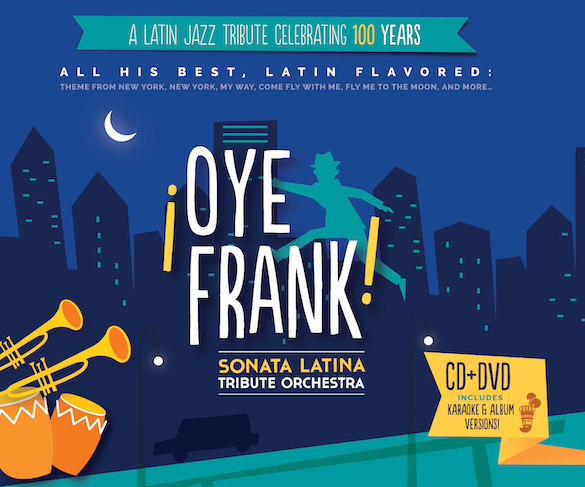 A LATIN JAZZ TRIBUTE CELEBRATING 100 YEARS
ALL HIS BEST, LATIN FLAVORED:
THEME FROM NEW YORK, NEW YORK, MY WAY, COME FLY WITH ME, FLY ME TO THE MOON, AND MORE...
¡OYE
FRANK!
SONATA LATINA
TRIBUTE ORCHESTRA
CD+DVD
INCLUDES
KARAOKE & ALBUM
VERSIONS!